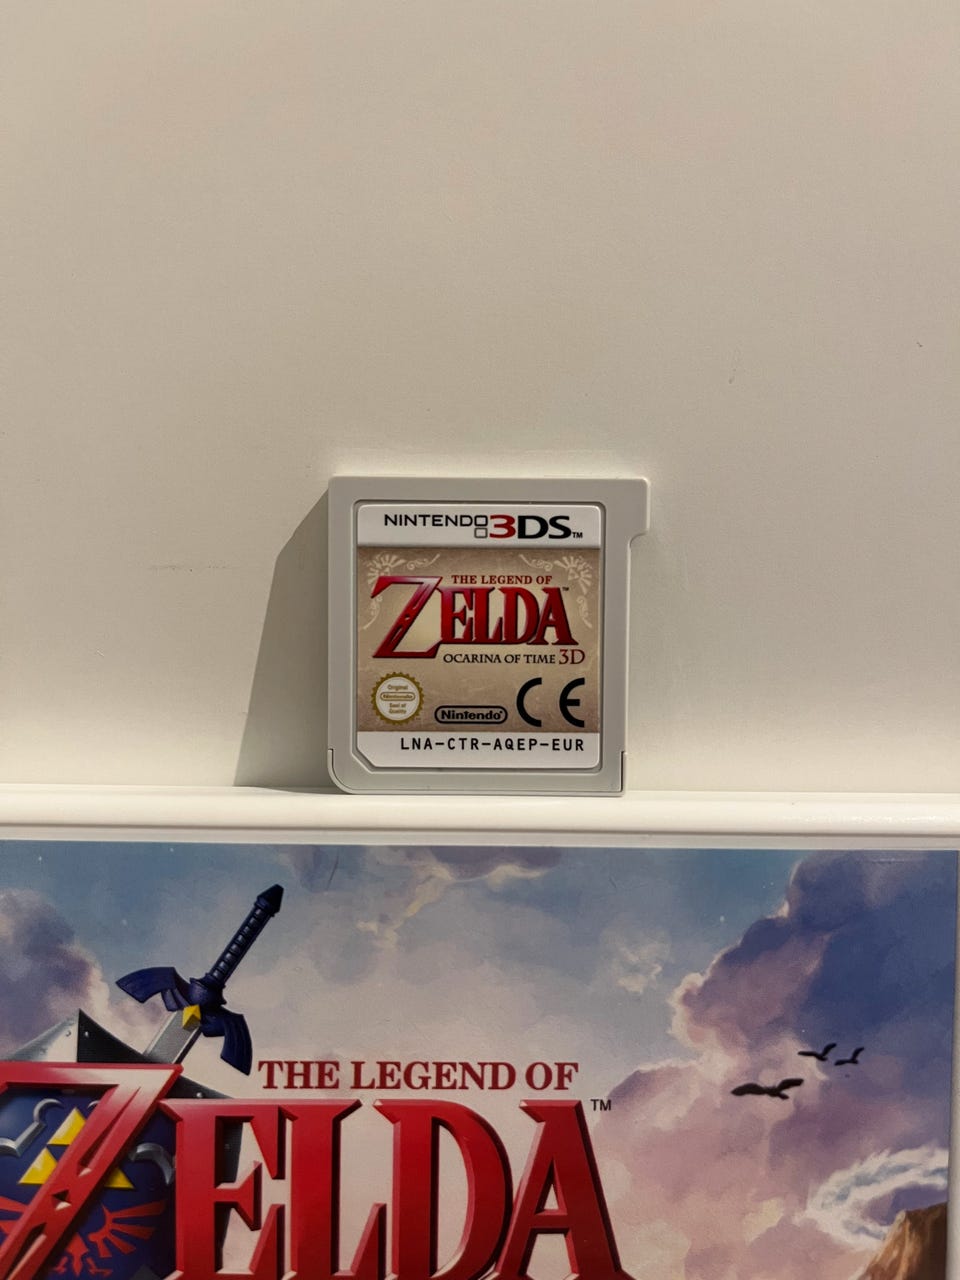 NINTENDO 3DS™
THE LEGEND OF
ZELDA™
OCARINA OF TIME 3D
Original
Nintendo
Seal of
Quality
Nintendo®
CE
LNA-CTR-AQEP-EUR
THE LEGEND OF
ZELDA™